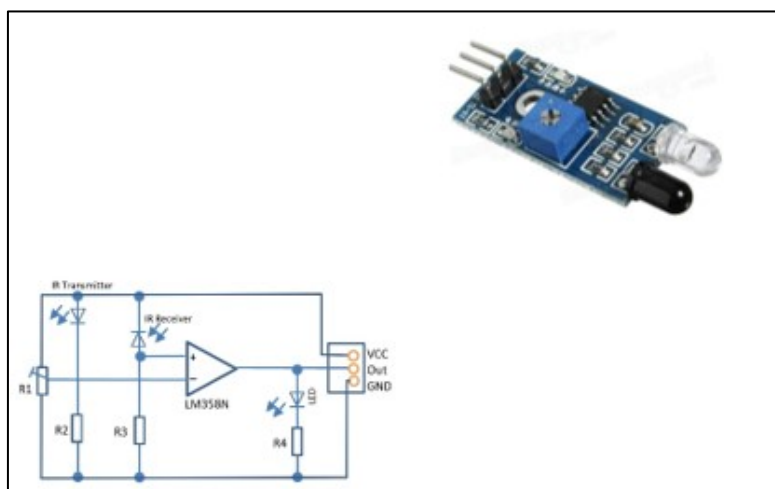 IR Transmitter
IR Receiver
VCC
Out
GND
+
−
LM358N
R1
R2
R3
LED
R4